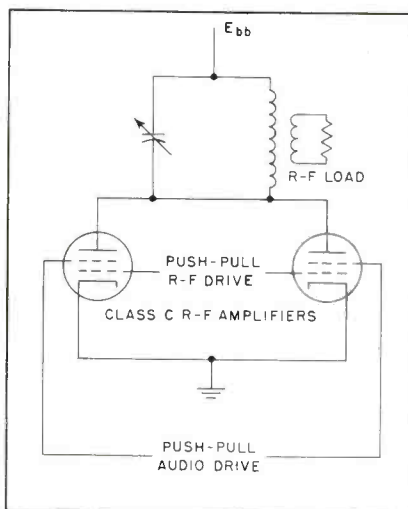 Ebb
R-F LOAD
PUSH-PULL
R-F DRIVE
CLASS C R-F AMPLIFIERS
PUSH-PULL
AUDIO DRIVE